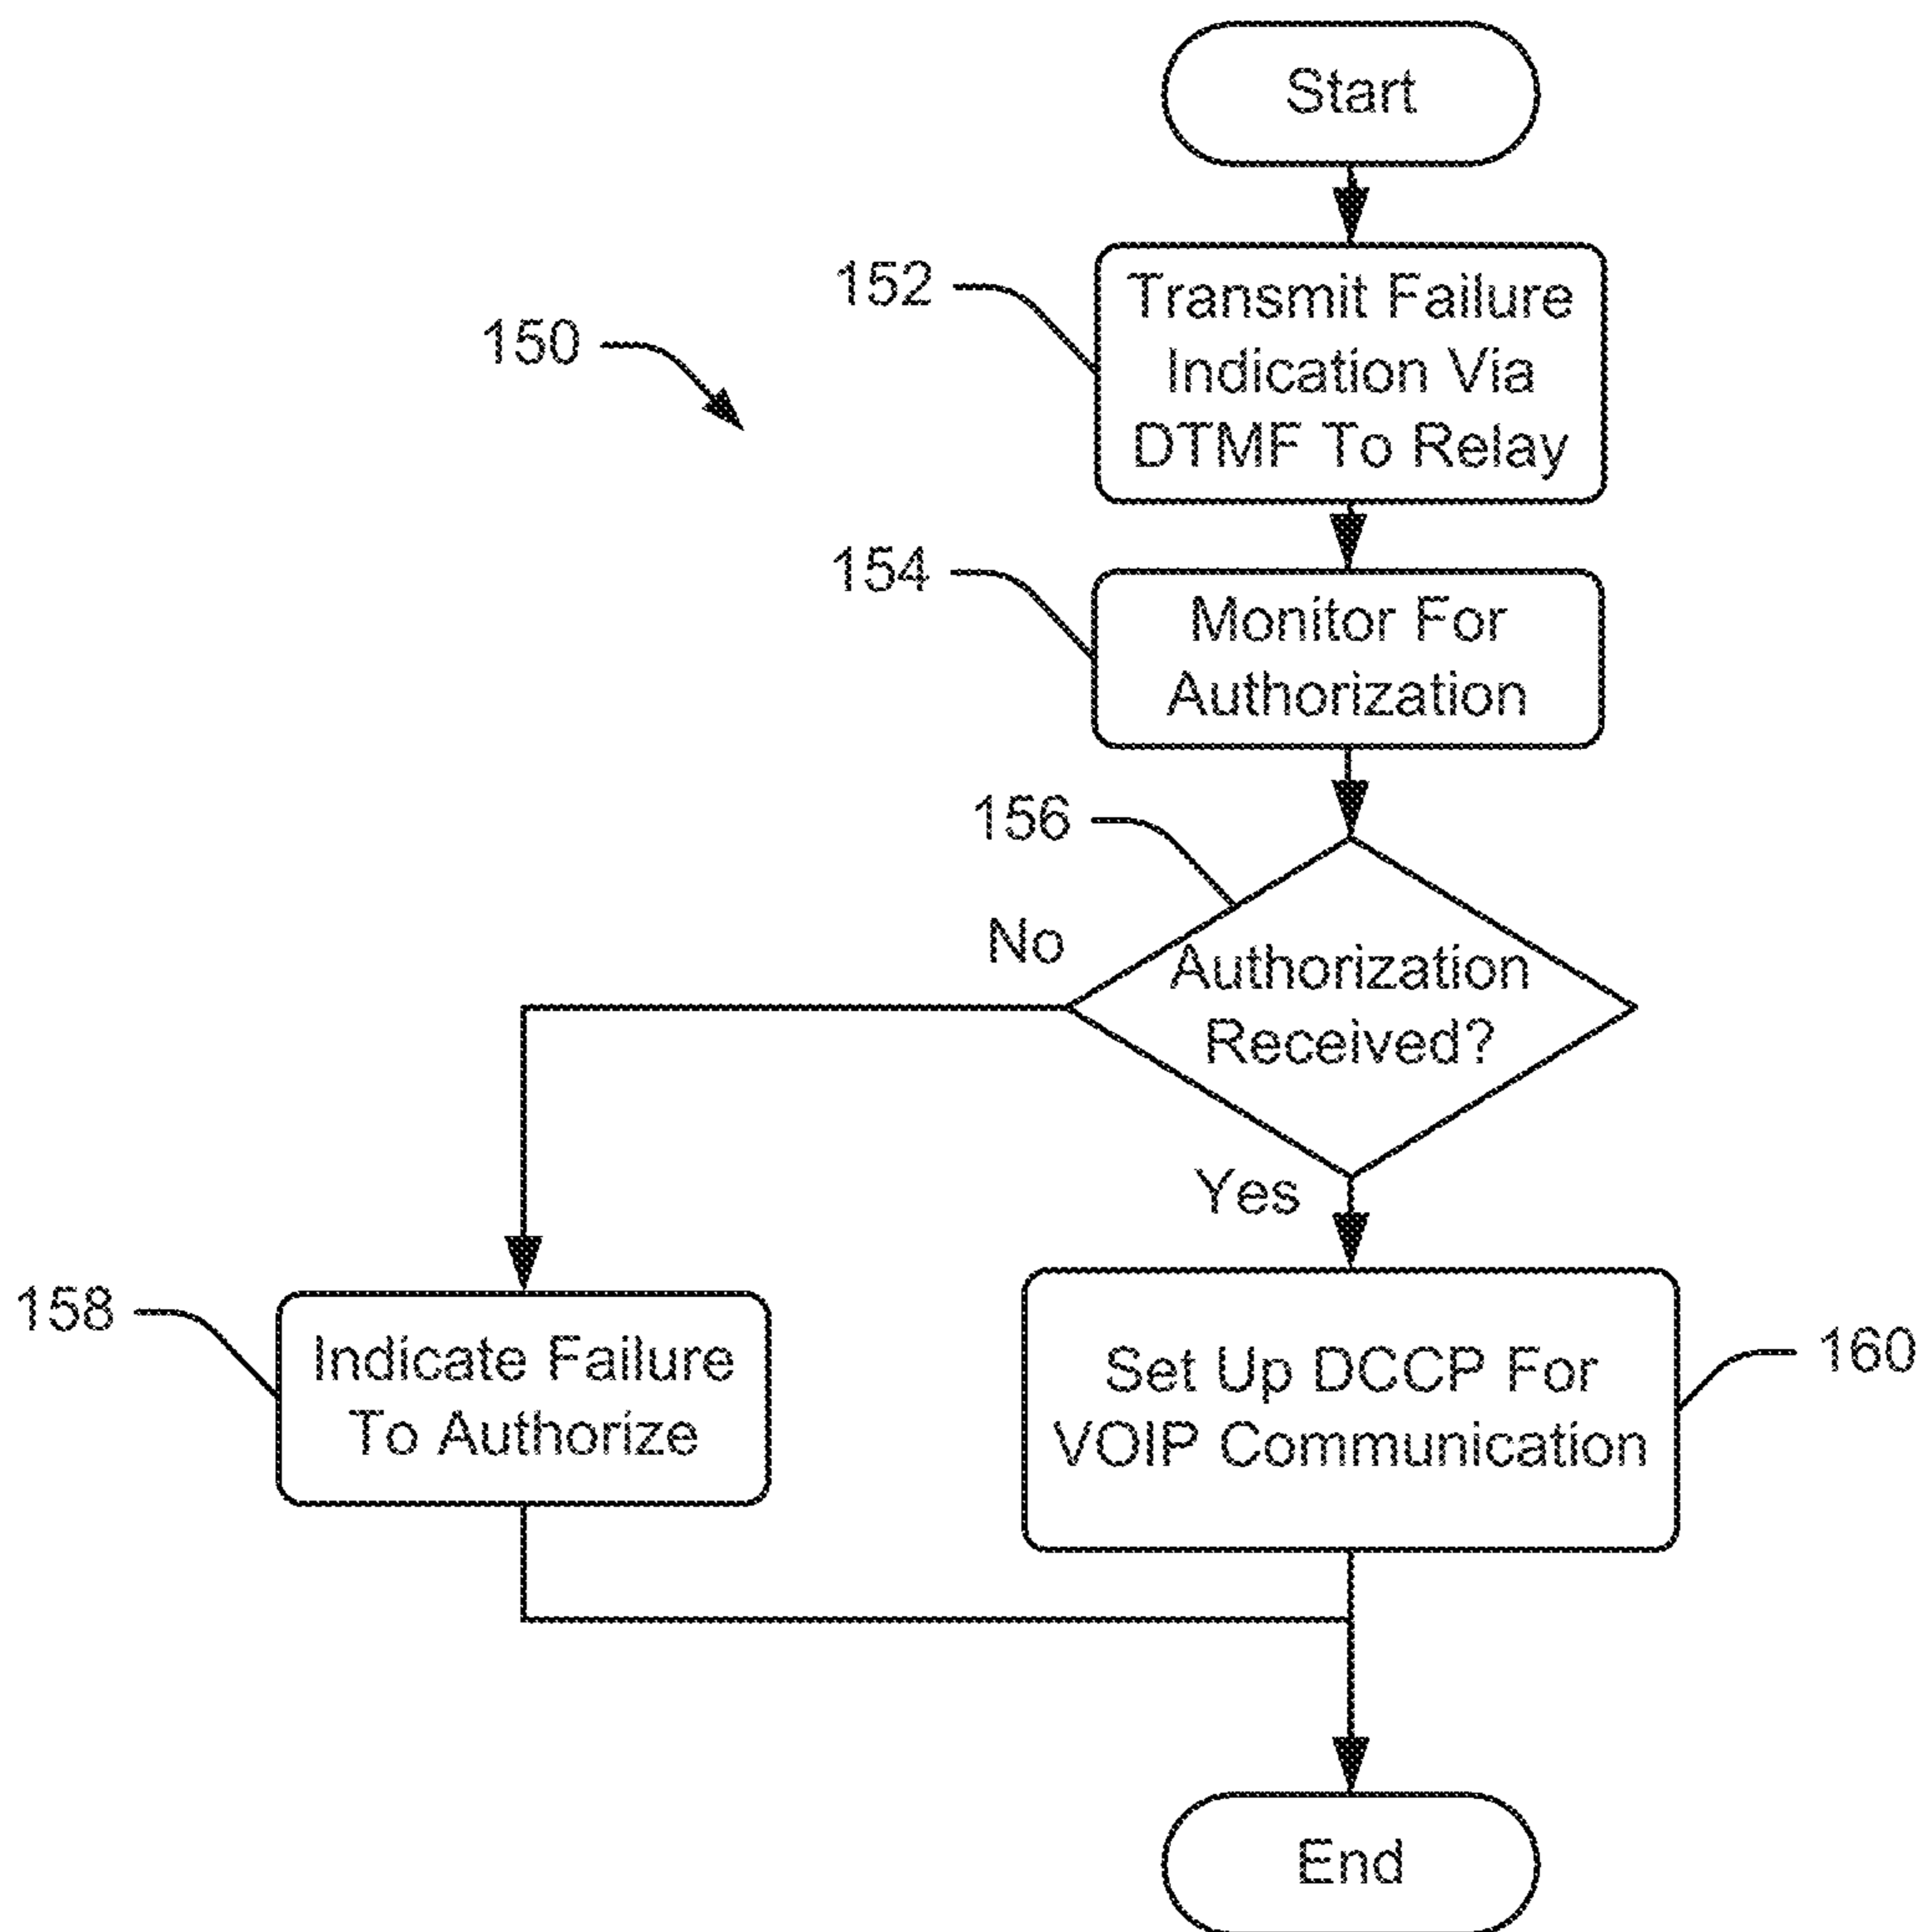 Start
152
Transmit Failure
Indication Via
DTMF To Relay
150
154
Monitor For
Authorization
156
No
Authorization
Received?
Yes
158
Indicate Failure
To Authorize
Set Up DCCP For
VOIP Communication
160
End